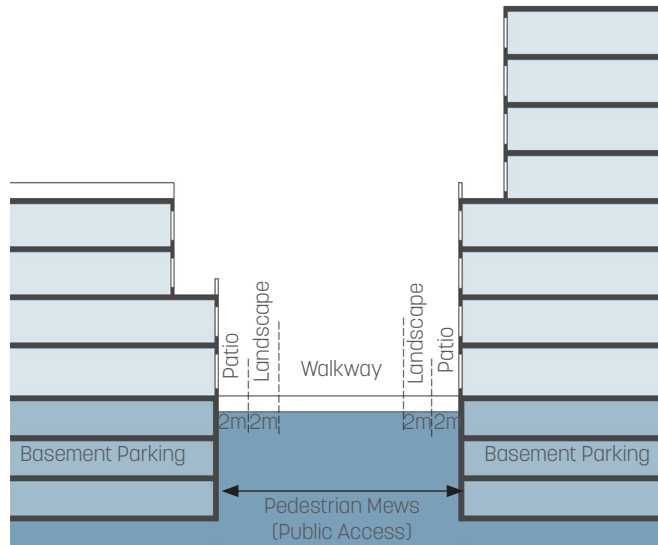 Patio
Landscape
Walkway
Landscape
Patio
2m
2m
2m
2m
Basement Parking
Basement Parking
Pedestrian Mews
(Public Access)